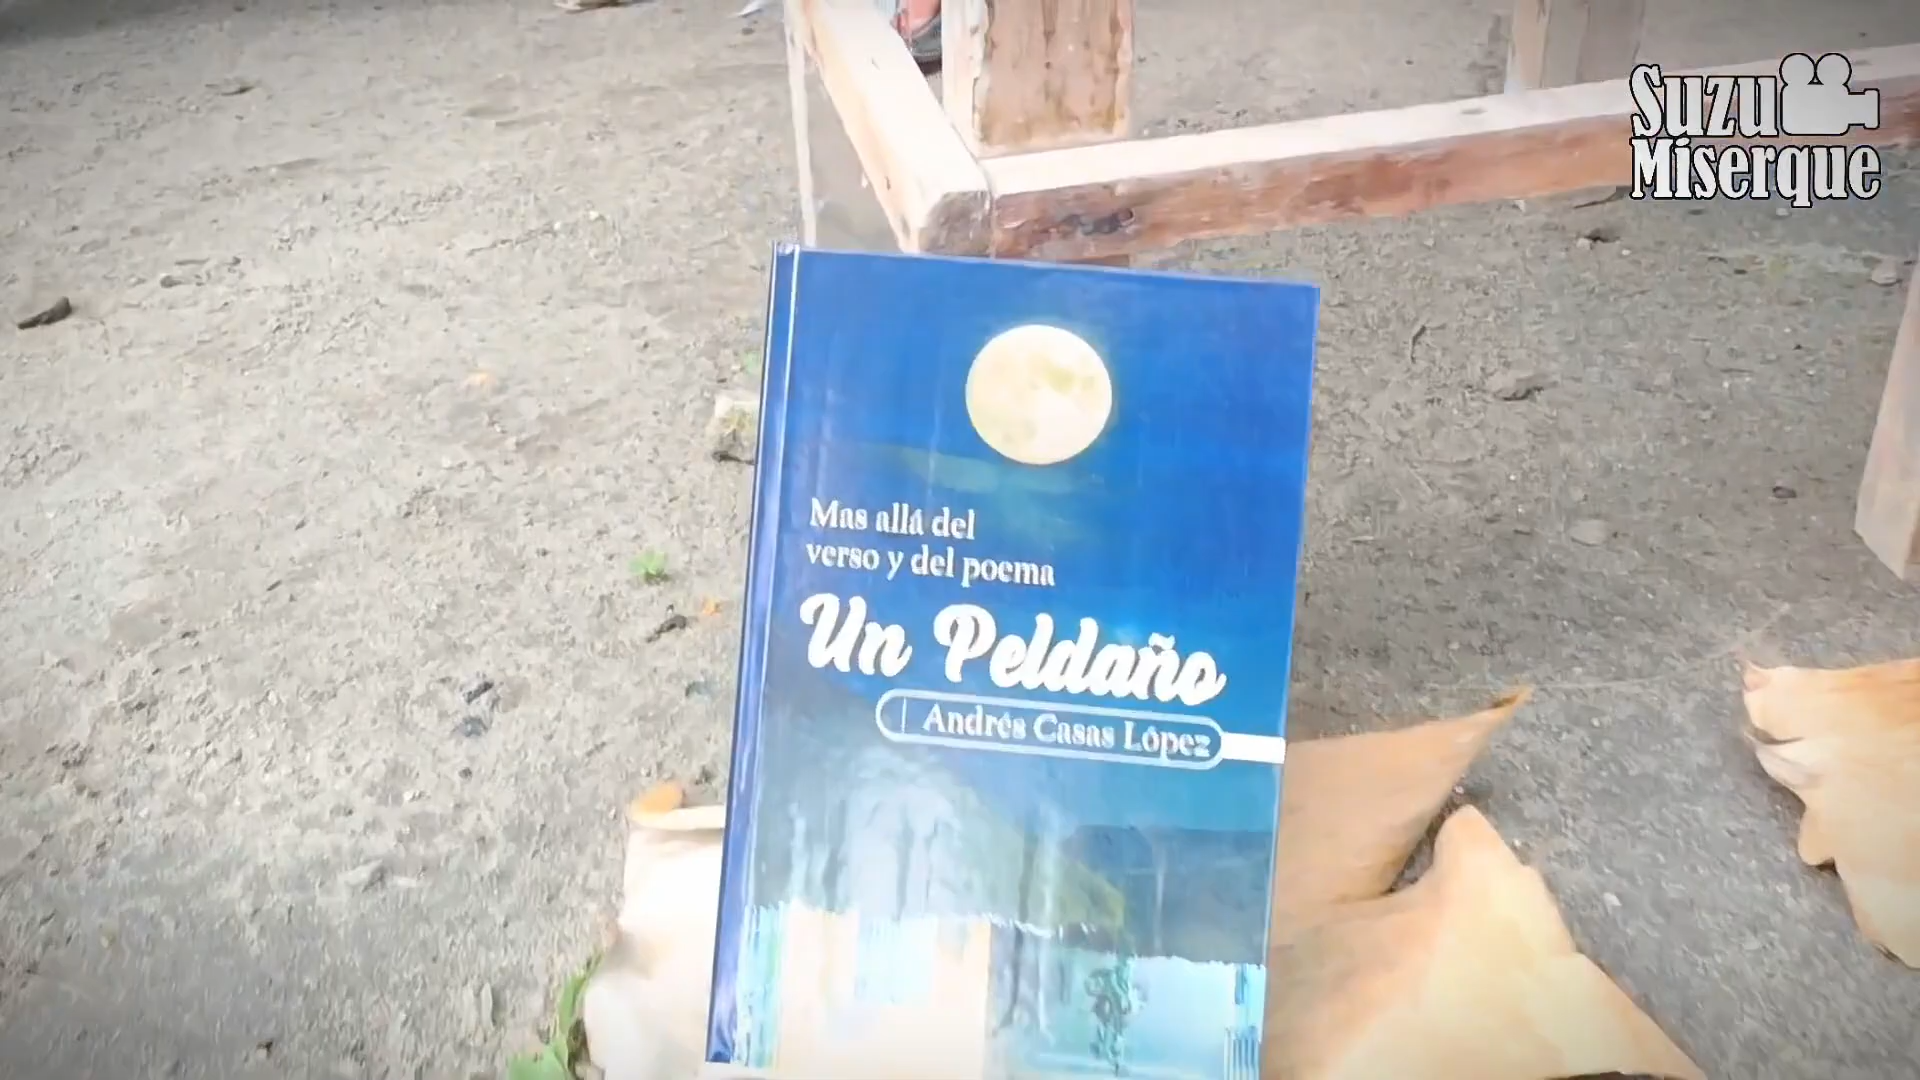 Suzu
Miserque
Mas allá del
verso y del poema
Un Peldaño
Andrés Casas López